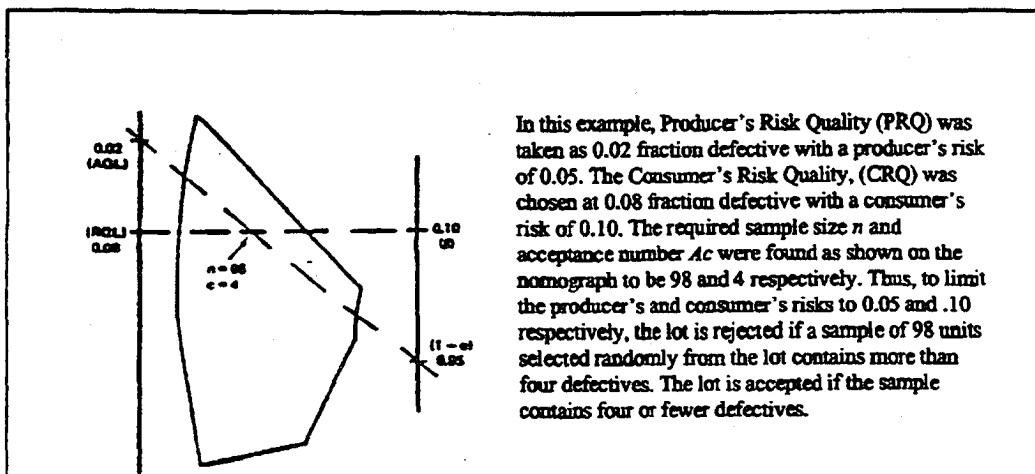 0.02
(AQL)
(RQL)
0.08
n = 98
c = 4
0.10
(β)
(1 - α)
0.95
In this example, Producer's Risk Quality (PRQ) was
taken as 0.02 fraction defective with a producer's risk
of 0.05. The Consumer's Risk Quality, (CRQ) was
chosen at 0.08 fraction defective with a consumer's
risk of 0.10. The required sample size n and
acceptance number Ac were found as shown on the
nomograph to be 98 and 4 respectively. Thus, to limit
the producer's and consumer's risks to 0.05 and .10
respectively, the lot is rejected if a sample of 98 units
selected randomly from the lot contains more than
four defectives. The lot is accepted if the sample
contains four or fewer defectives.